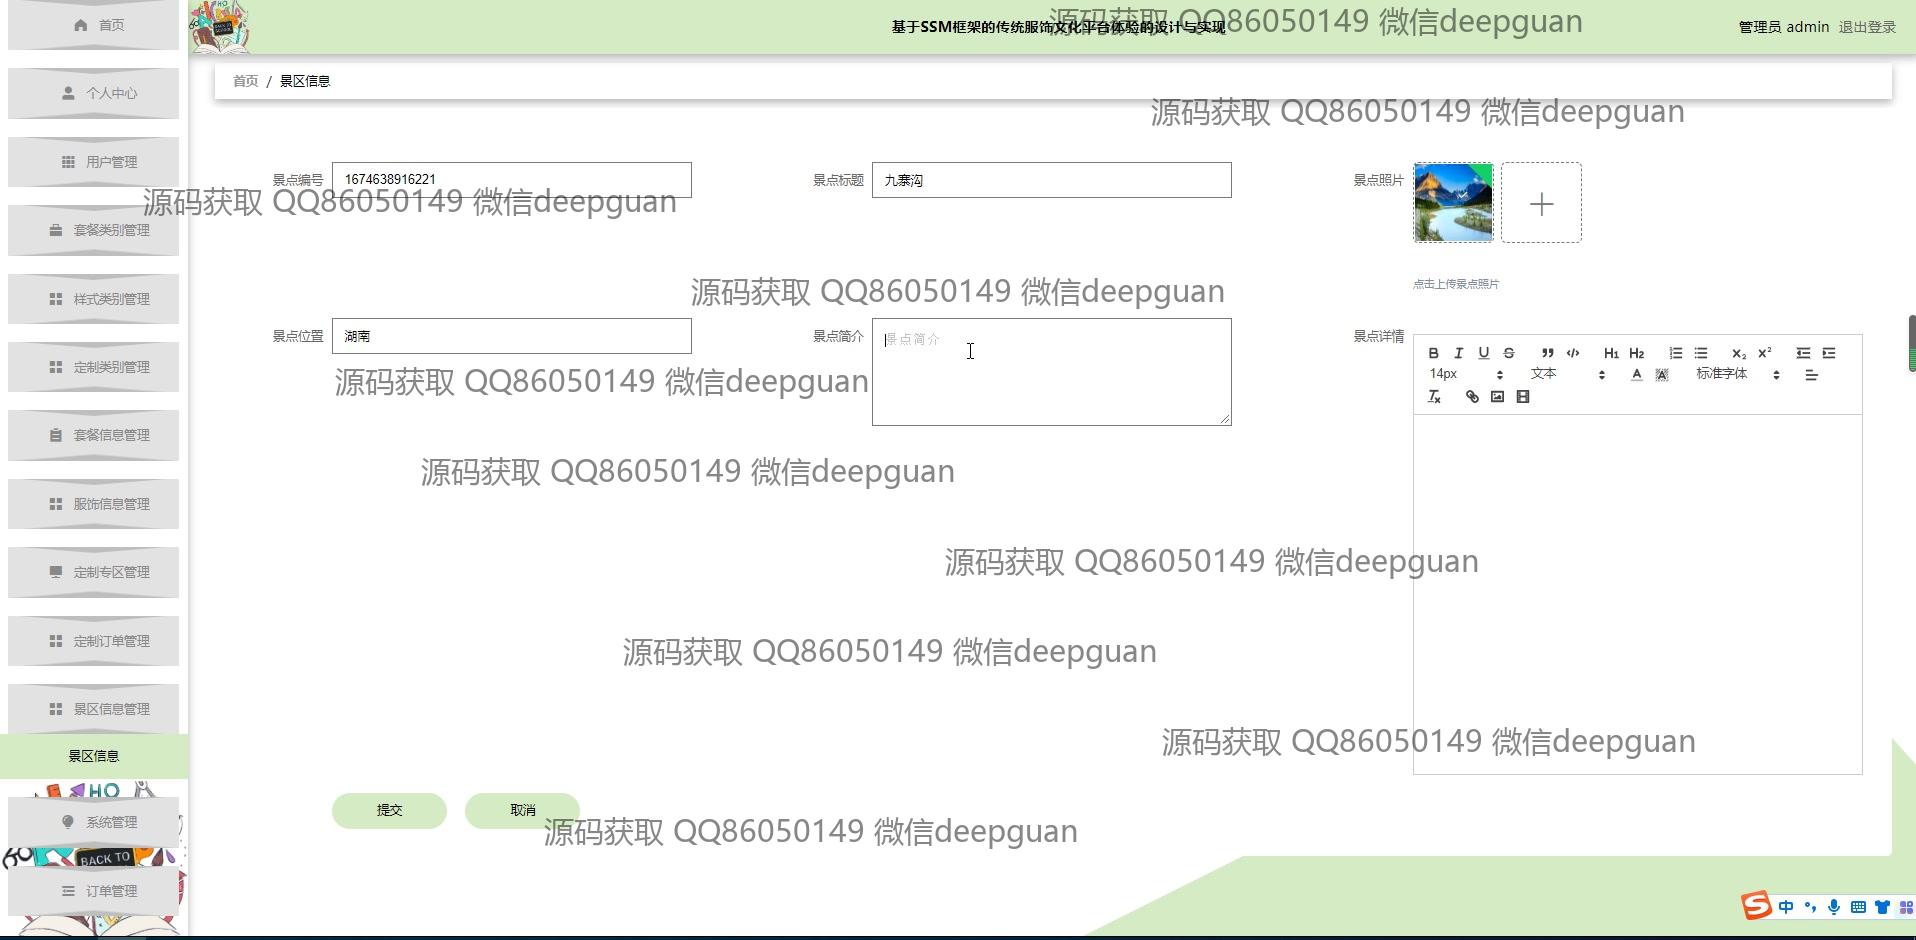 首页
个人中心
用户管理
套餐类别管理
样式类别管理
定制类别管理
套餐信息管理
服饰信息管理
定制专区管理
定制订单管理
景区信息管理
景区信息
系统管理
BACK TO
订单管理
基于SSM框架的传统服饰文化平台体验的设计与实现
管理员 admin 退出登录
源码获取 QQ86050149 微信deepguan
首页 / 景区信息
源码获取 QQ86050149 微信deepguan
景点编号 1674638916221
景点标题 九寨沟
景点照片
源码获取 QQ86050149 微信deepguan
点击上传景点照片
源码获取 QQ86050149 微信deepguan
景点位置 湖南
景点简介 景点简介
景点详情
B I U S H1 H2 X₂ X²
14px 文本 A A 标准字体
源码获取 QQ86050149 微信deepguan
源码获取 QQ86050149 微信deepguan
源码获取 QQ86050149 微信deepguan
源码获取 QQ86050149 微信deepguan
源码获取 QQ86050149 微信deepguan
提交 取消
源码获取 QQ86050149 微信deepguan
中